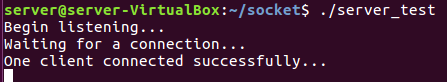 server@server-VirtualBox:~/socket$ ./server_test
Begin listening...
Waiting for a connection...
One client connected successfully...